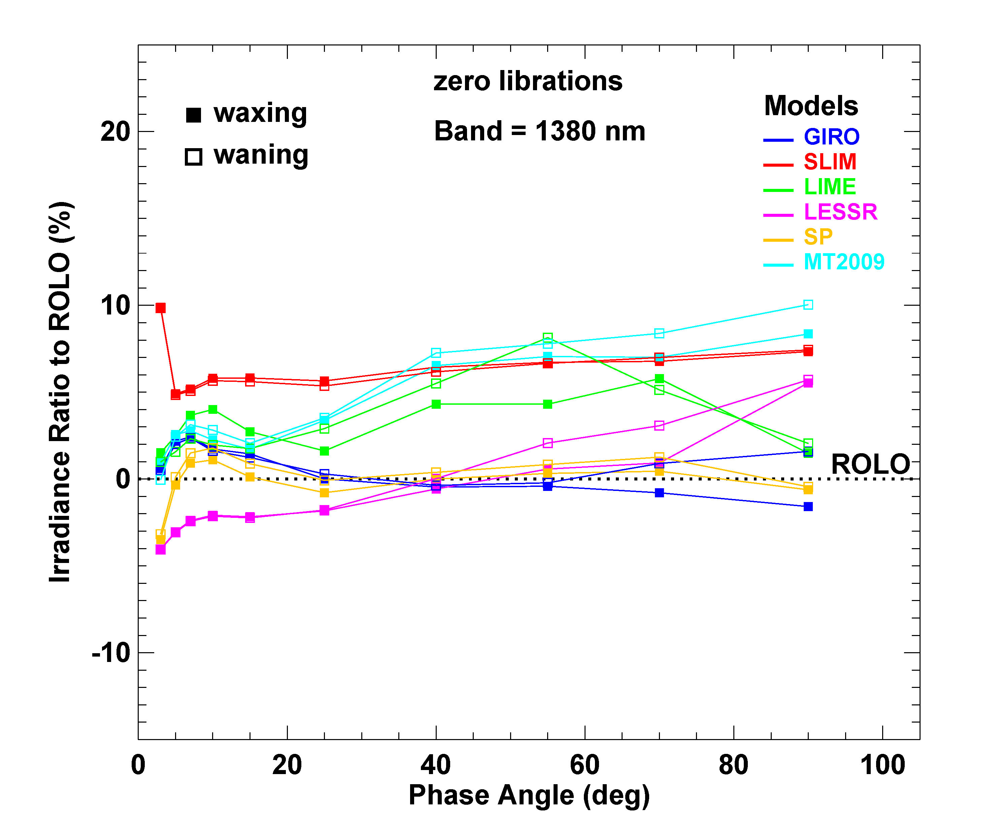 zero librations
Band = 1380 nm
waxing
waning
Models
GIRO
SLIM
LIME
LESSR
SP
MT2009
ROLO
Irradiance Ratio to ROLO (%)
20
10
0
-10
0 20 40 60 80 100
Phase Angle (deg)